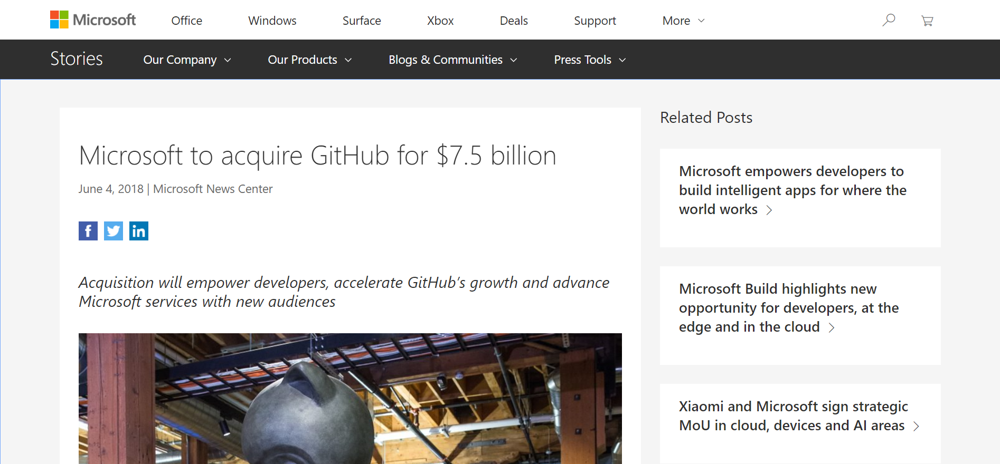 Microsoft Office Windows Surface Xbox Deals Support More
Stories Our Company Our Products Blogs & Communities Press Tools
Microsoft to acquire GitHub for $7.5 billion
June 4, 2018 | Microsoft News Center
f in
Acquisition will empower developers, accelerate GitHub’s growth and advance
Microsoft services with new audiences
Related Posts
Microsoft empowers developers to
build intelligent apps for where the
world works
Microsoft Build highlights new
opportunity for developers, at the
edge and in the cloud
Xiaomi and Microsoft sign strategic
MoU in cloud, devices and AI areas